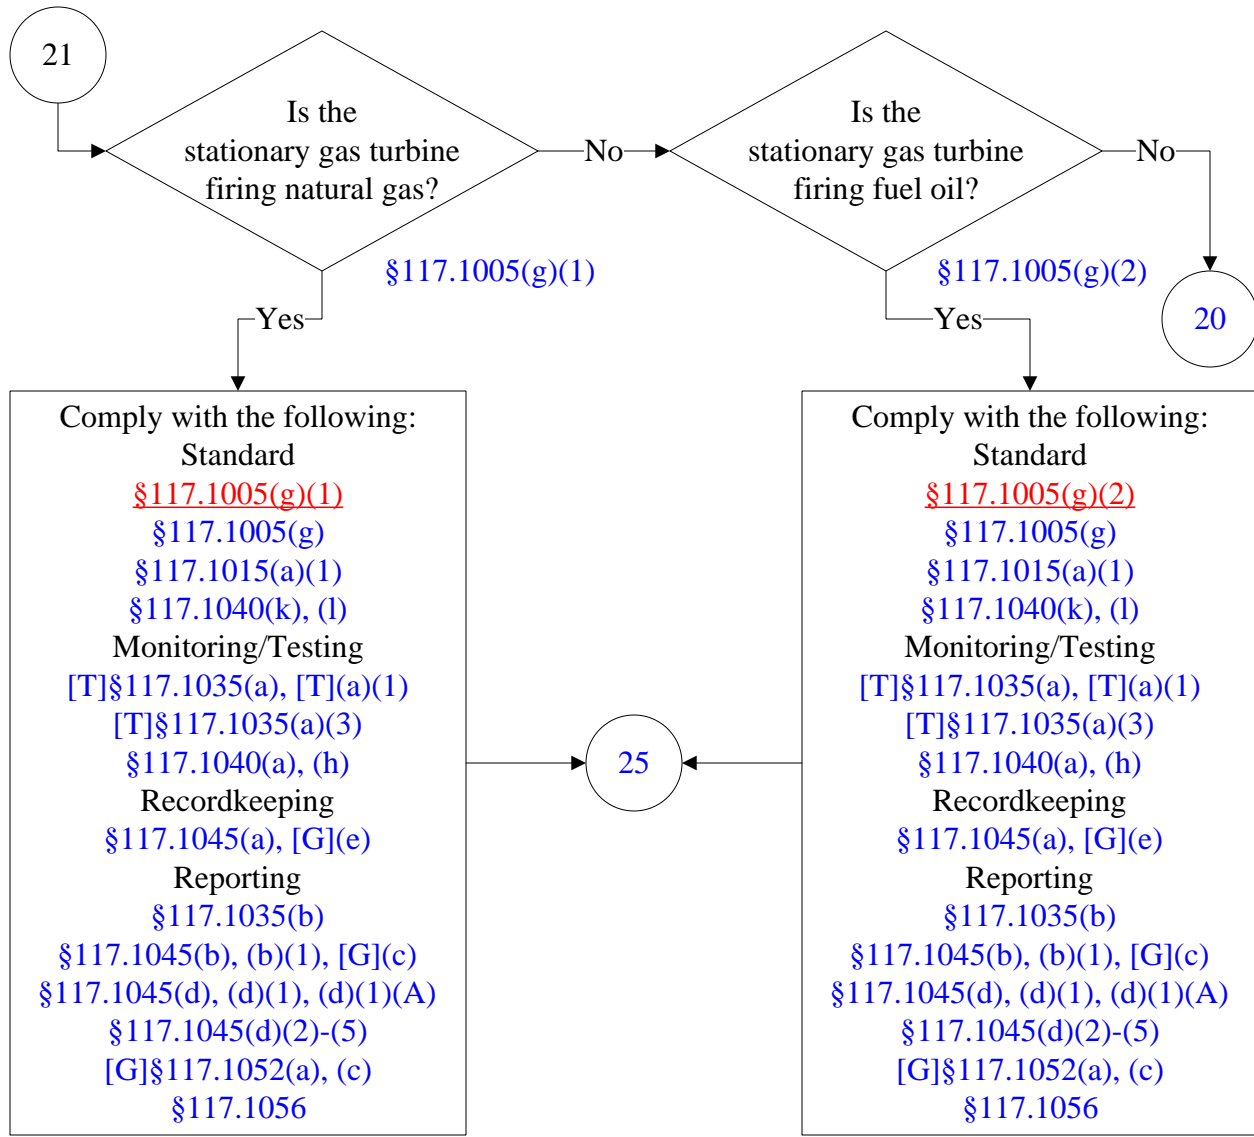 21
Is the
stationary gas turbine
firing natural gas?
No
Is the
stationary gas turbine
firing fuel oil?
No
§117.1005(g)(1)
§117.1005(g)(2)
20
Yes
Yes
Comply with the following:
Standard
§117.1005(g)(1)
§117.1005(g)
§117.1015(a)(1)
§117.1040(k), (l)
Monitoring/Testing
[T]§117.1035(a), [T](a)(1)
[T]§117.1035(a)(3)
§117.1040(a), (h)
Recordkeeping
§117.1045(a), [G](e)
Reporting
§117.1035(b)
§117.1045(b), (b)(1), [G](c)
§117.1045(d), (d)(1), (d)(1)(A)
§117.1045(d)(2)-(5)
[G]§117.1052(a), (c)
§117.1056
25
Comply with the following:
Standard
§117.1005(g)(2)
§117.1005(g)
§117.1015(a)(1)
§117.1040(k), (l)
Monitoring/Testing
[T]§117.1035(a), [T](a)(1)
[T]§117.1035(a)(3)
§117.1040(a), (h)
Recordkeeping
§117.1045(a), [G](e)
Reporting
§117.1035(b)
§117.1045(b), (b)(1), [G](c)
§117.1045(d), (d)(1), (d)(1)(A)
§117.1045(d)(2)-(5)
[G]§117.1052(a), (c)
§117.1056